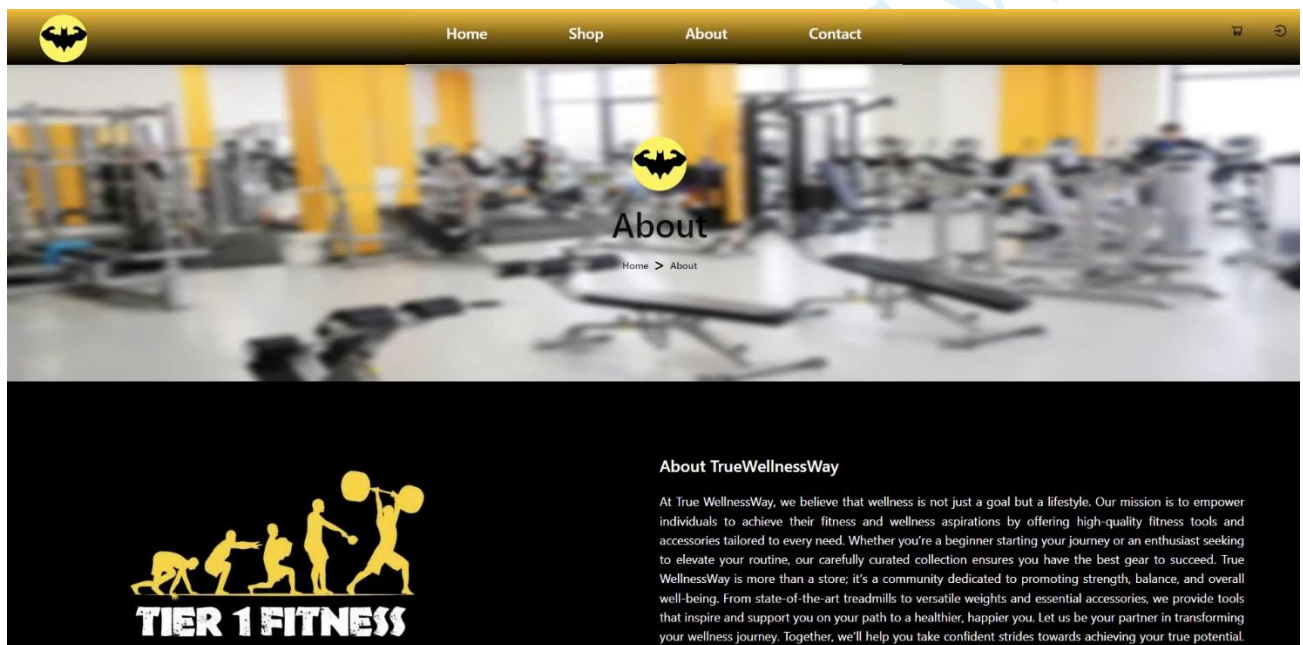 Home Shop About Contact
About
Home > About
About TrueWellnessWay
At True WellnessWay, we believe that wellness is not just a goal but a lifestyle. Our mission is to empower
individuals to achieve their fitness and wellness aspirations by offering high-quality fitness tools and
accessories tailored to every need. Whether you're a beginner starting your journey or an enthusiast seeking
to elevate your routine, our carefully curated collection ensures you have the best gear to succeed. True
WellnessWay is more than a store; it's a community dedicated to promoting strength, balance, and overall
well-being. From state-of-the-art treadmills to versatile weights and essential accessories, we provide tools
that inspire and support you on your path to a healthier, happier you. Let us be your partner in transforming
your wellness journey. Together, we'll help you take confident strides towards achieving your true potential.
TIER 1 FITNESS